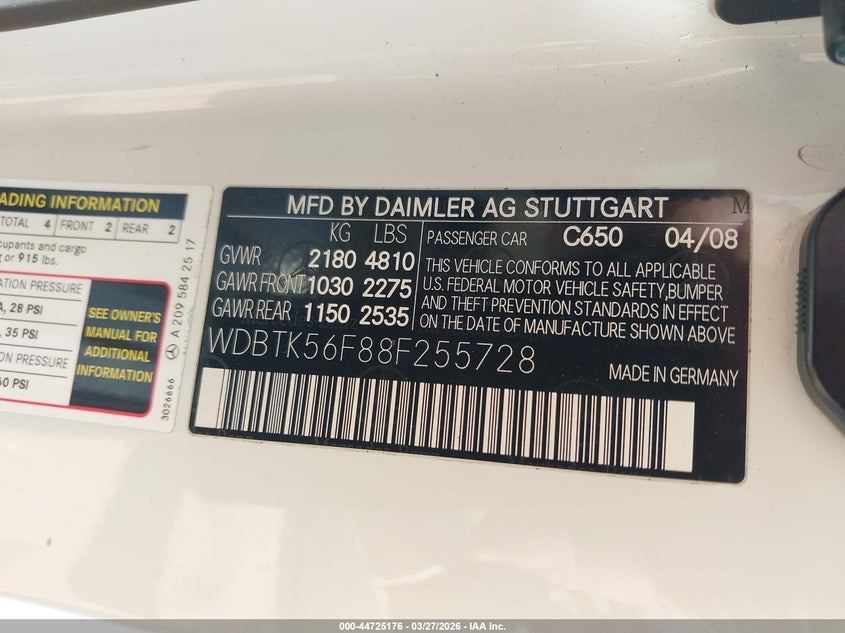 ADING INFORMATION
TOTAL 4 FRONT 2 REAR 2
cupants and cargo
g or 915 lbs.
ATION PRESSURE
A, 28 PSI
, 35 PSI
60 PSI
SEE OWNER'S
MANUAL FOR
ADDITIONAL
INFORMATION
3026666
A 209 584 25 17
MFD BY DAIMLER AG STUTTGART
M
KG LBS
GVWR 2180 4810
GAWR FRONT 1030 2275
GAWR REAR 1150 2535
PASSENGER CAR C650 04/08
THIS VEHICLE CONFORMS TO ALL APPLICABLE
U.S. FEDERAL MOTOR VEHICLE SAFETY,BUMPER
AND THEFT PREVENTION STANDARDS IN EFFECT
ON THE DATE OF MANUFACTURE SHOWN ABOVE
WDBTK56F88F255728
MADE IN GERMANY
000-44725176 — 03/27/2026 — IAA Inc.